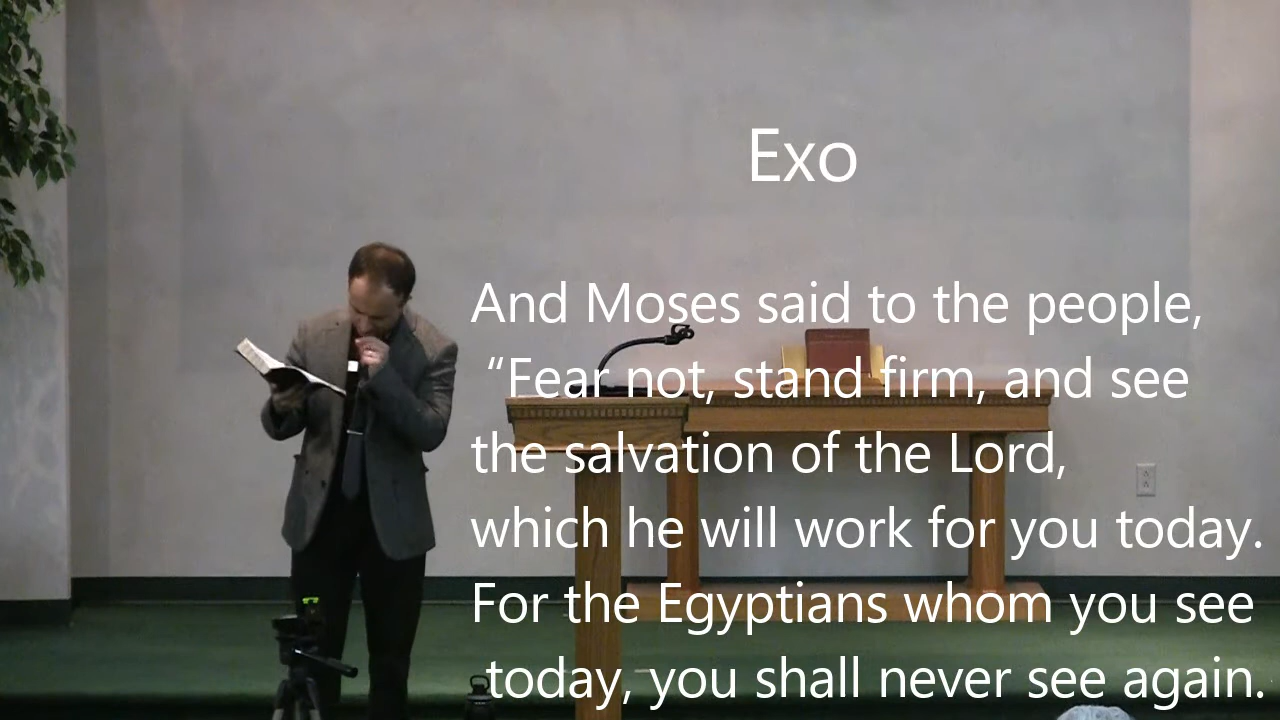 Exo
And Moses said to the people,
“Fear not, stand firm, and see
the salvation of the Lord,
which he will work for you today.
For the Egyptians whom you see
today, you shall never see again.